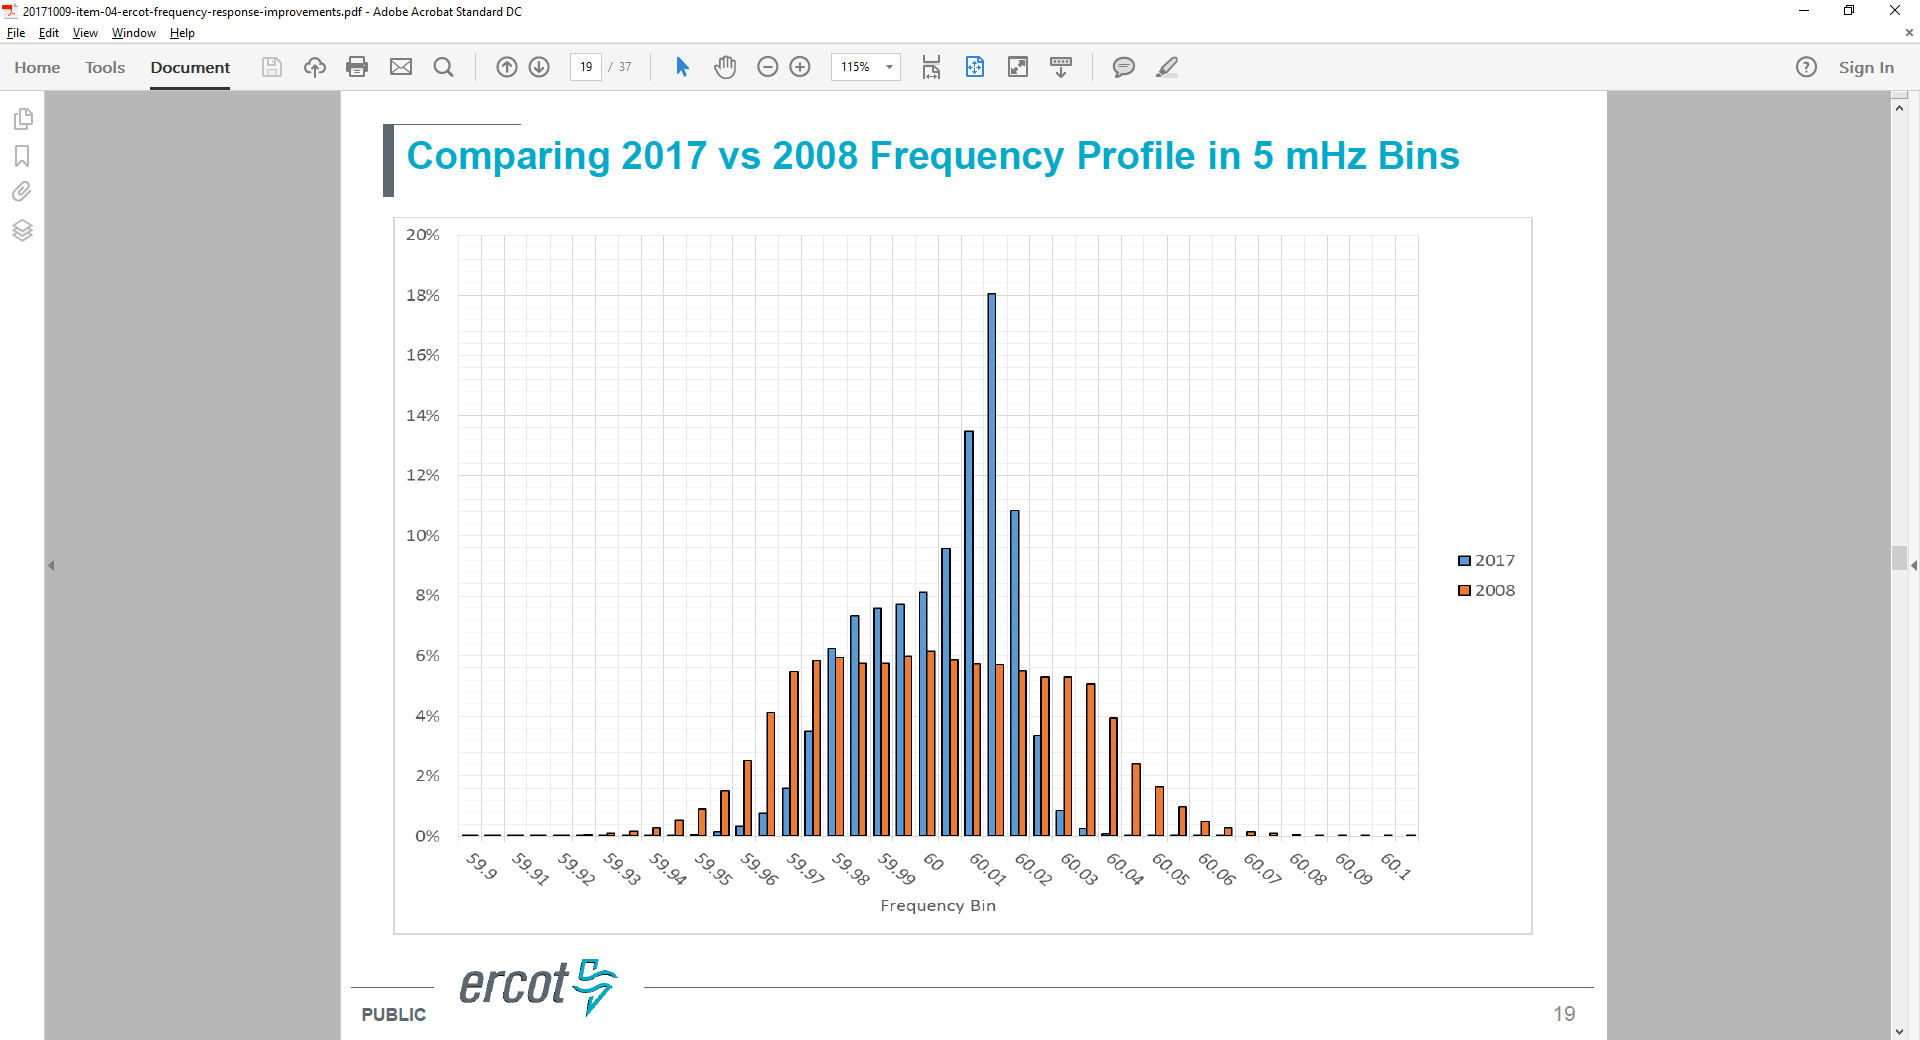 20171009-item-04-ercot-frequency-response-improvements.pdf - Adobe Acrobat Standard DC
File Edit View Window Help
Home Tools Document 19 / 37 115% Sign In
Comparing 2017 vs 2008 Frequency Profile in 5 mHz Bins
20%
18%
16%
14%
12%
10%
8%
6%
4%
2%
0%
2017
2008
59.9 59.91 59.92 59.93 59.94 59.95 59.96 59.97 59.98 59.99 60 60.01 60.02 60.03 60.04 60.05 60.06 60.07 60.08 60.09 60.1
Frequency Bin
ercot
PUBLIC
19